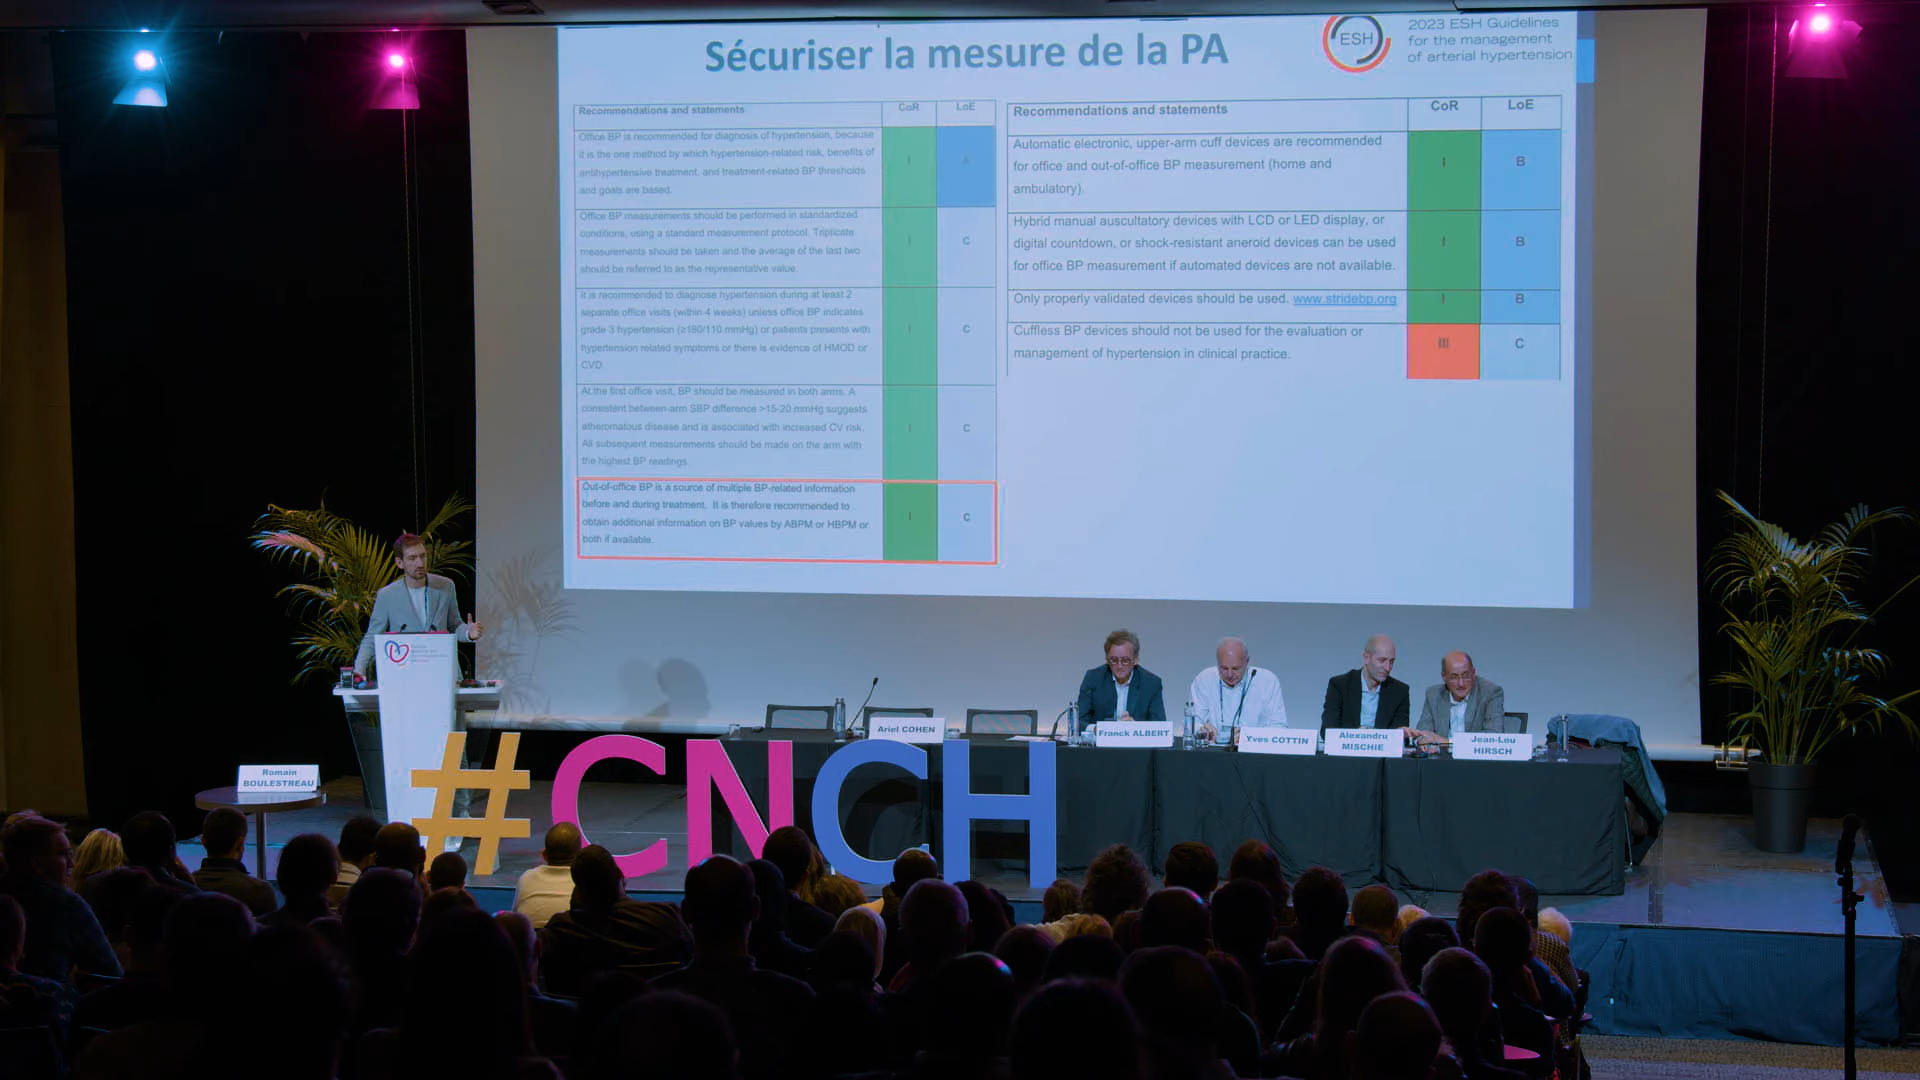 Sécuriser la mesure de la PA
ESH
2023 ESH Guidelines
for the management
of arterial hypertension
Recommendations and statements CoR LoE
Office BP is recommended for diagnosis of hypertension, because
it is the one method by which hypertension-related risk, benefits of
antihypertensive treatment, and treatment-related BP thresholds
and goals are based.
I A
Office BP measurements should be performed in standardized
conditions, using a standard measurement protocol. Triplicate
measurements should be taken and the average of the last two
should be referred to as the representative value.
I C
It is recommended to diagnose hypertension during at least 2
separate office visits (within 4 weeks) unless office BP indicates
grade 3 hypertension (≥180/110 mmHg) or patients presents with
hypertension related symptoms or there is evidence of HMOD or
CVD.
I C
At the first office visit, BP should be measured in both arms. A
consistent between-arm SBP difference >15-20 mmHg suggests
atheromatous disease and is associated with increased CV risk.
All subsequent measurements should be made on the arm with
the highest BP readings.
I C
Out-of-office BP is a source of multiple BP-related information
before and during treatment. It is therefore recommended to
obtain additional information on BP values by ABPM or HBPM or
both if available.
I C
Recommendations and statements CoR LoE
Automatic electronic, upper-arm cuff devices are recommended
for office and out-of-office BP measurement (home and
ambulatory).
I B
Hybrid manual auscultatory devices with LCD or LED display, or
digital countdown, or shock-resistant aneroid devices can be used
for office BP measurement if automated devices are not available.
I B
Only properly validated devices should be used. www.stridebp.org
I B
Cuffless BP devices should not be used for the evaluation or
management of hypertension in clinical practice.
III C
Ariel COHEN
Franck ALBERT
Yves COTTIN
Alexandru
MISCHIE
Jean-Lou
HIRSCH
Romain
BOULESTREAU
#CNCH